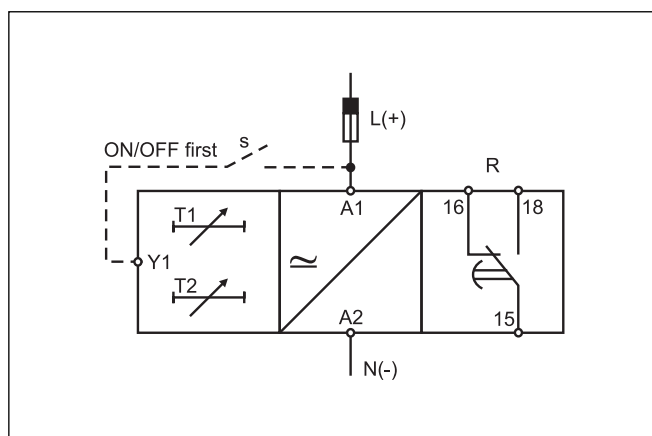 L(+)
ON/OFF first
s
R
A1
16
18
T1
Y1
≃
T2
A2
15
N(-)